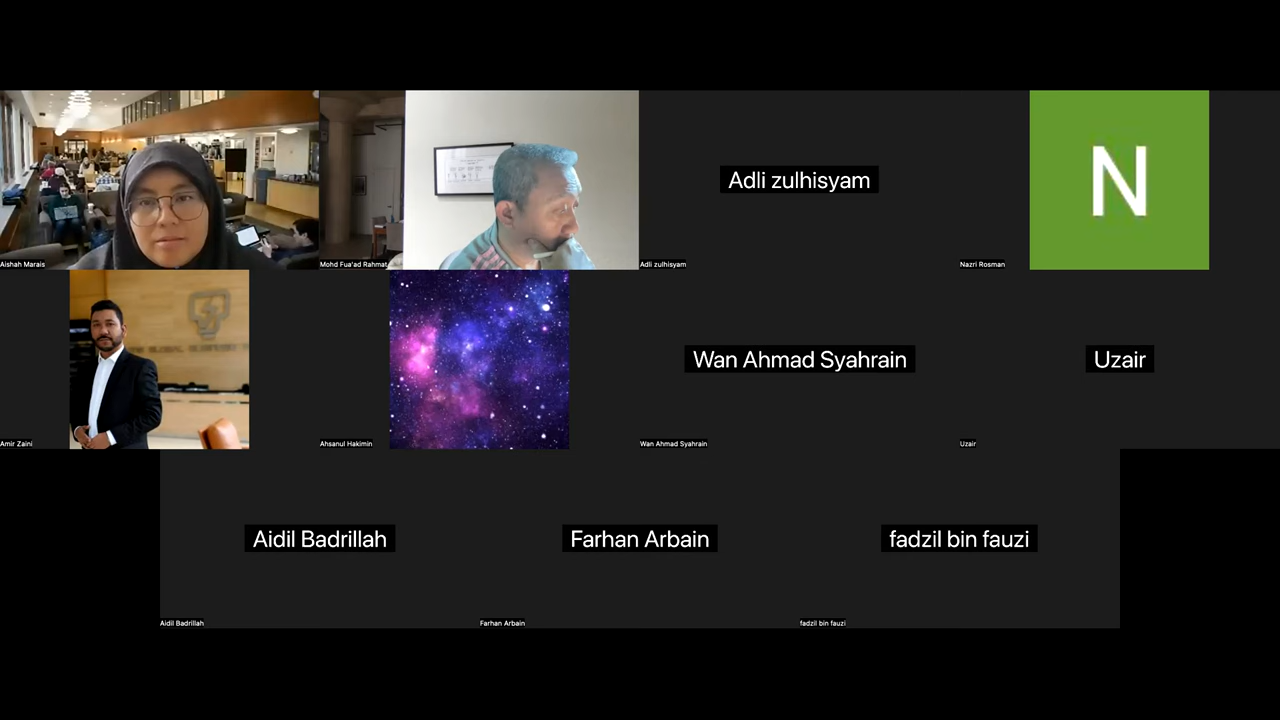 Aishah Marais
Mohd Fua'ad Rahmat
Adli zulhisyam
Adli zulhisyam
Nazri Rosman
N
Amir Zaini
Ahsanul Hakimin
Wan Ahmad Syahrain
Wan Ahmad Syahrain
Uzair
Uzair
Aidil Badrillah
Aidil Badrillah
Farhan Arbain
Farhan Arbain
fadzil bin fauzi
fadzil bin fauzi